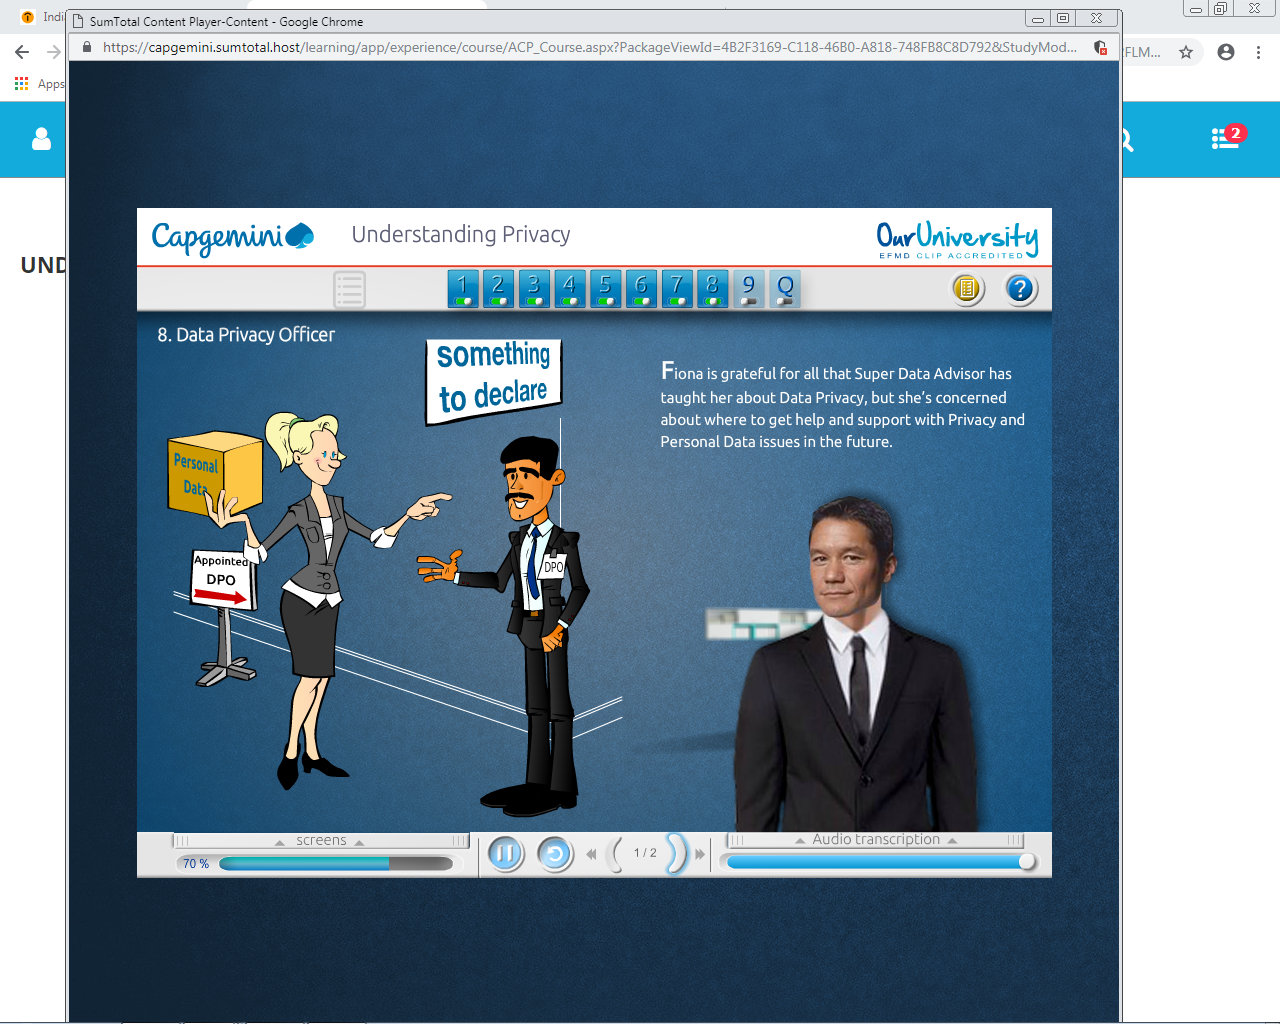 Indi
SumTotal Content Player-Content - Google Chrome
https://capgemini.sumtotal.host/learning/app/experience/course/ACP_Course.aspx?PackageViewId=4B2F3169-C118-46B0-A818-748FB8C8D792&StudyMod...
2FLM...
Apps
2
UND
Capgemini
Understanding Privacy
OurUniversity
EFMD CLIP ACCREDITED
1 2 3 4 5 6 7 8 9 Q
?
8. Data Privacy Officer
something
to declare
Fiona is grateful for all that Super Data Advisor has
taught her about Data Privacy, but she's concerned
about where to get help and support with Privacy and
Personal Data issues in the future.
Personal
Data
Appointed
DPO
DPO
screens
70 %
1 / 2
Audio transcription